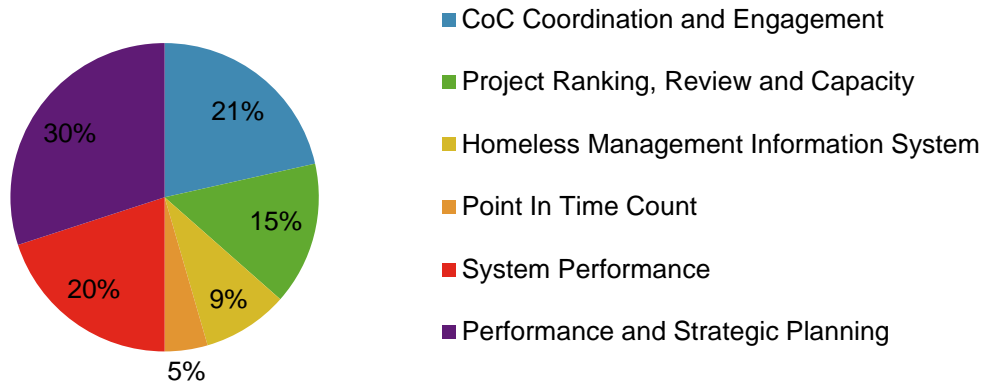 CoC Coordination and Engagement
Project Ranking, Review and Capacity
Homeless Management Information System
Point In Time Count
System Performance
Performance and Strategic Planning
21%
15%
9%
5%
20%
30%